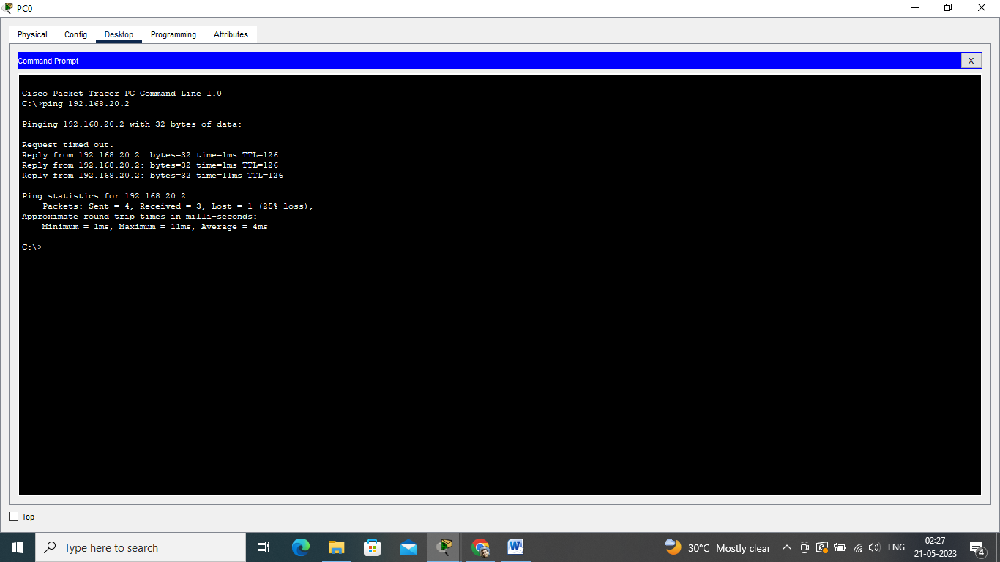 PC0
Physical Config Desktop Programming Attributes
Command Prompt X
Cisco Packet Tracer PC Command Line 1.0
C:\>ping 192.168.20.2
Pinging 192.168.20.2 with 32 bytes of data:
Request timed out.
Reply from 192.168.20.2: bytes=32 time=1ms TTL=126
Reply from 192.168.20.2: bytes=32 time=1ms TTL=126
Reply from 192.168.20.2: bytes=32 time=11ms TTL=126
Ping statistics for 192.168.20.2:
Packets: Sent = 4, Received = 3, Lost = 1 (25% loss),
Approximate round trip times in milli-seconds:
Minimum = 1ms, Maximum = 11ms, Average = 4ms
C:\>
Top
Type here to search
30°C Mostly clear
ENG
02:27
21-05-2023
4